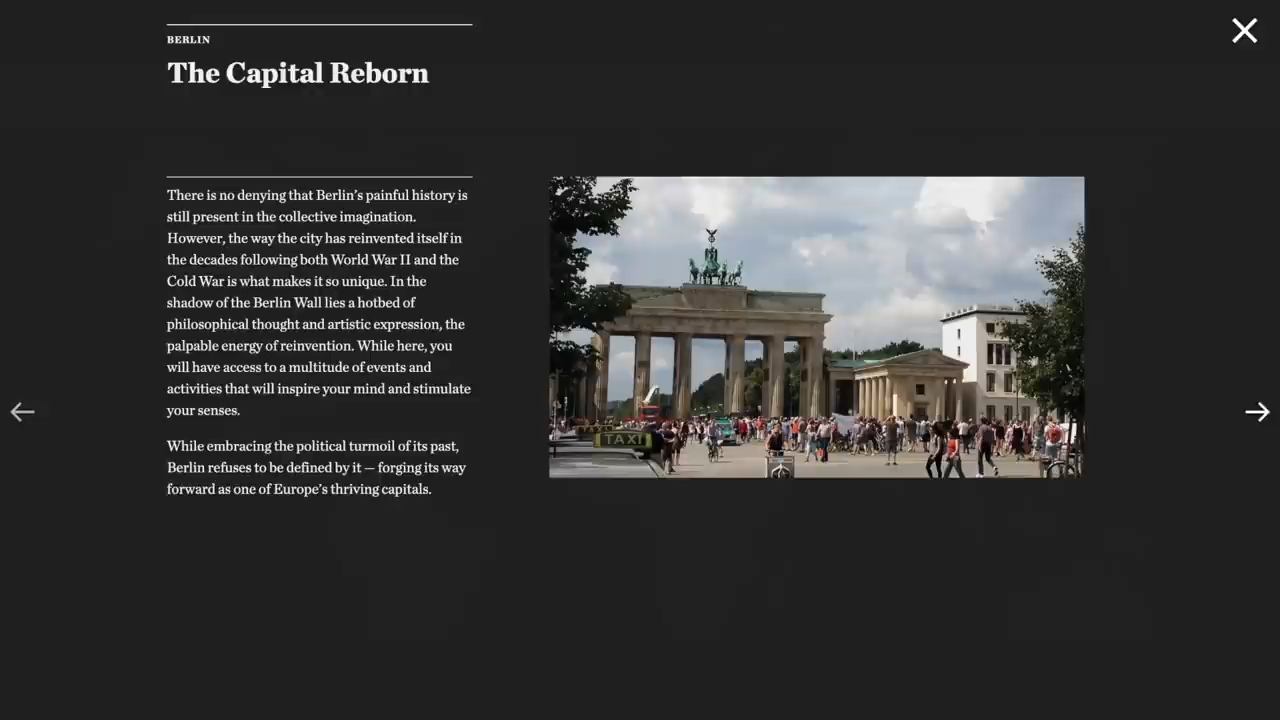 BERLIN
The Capital Reborn
There is no denying that Berlin’s painful history is
still present in the collective imagination.
However, the way the city has reinvented itself in
the decades following both World War II and the
Cold War is what makes it so unique. In the
shadow of the Berlin Wall lies a hotbed of
philosophical thought and artistic expression, the
palpable energy of reinvention. While here, you
will have access to a multitude of events and
activities that will inspire your mind and stimulate
your senses.
While embracing the political turmoil of its past,
Berlin refuses to be defined by it — forging its way
forward as one of Europe’s thriving capitals.
TAXI